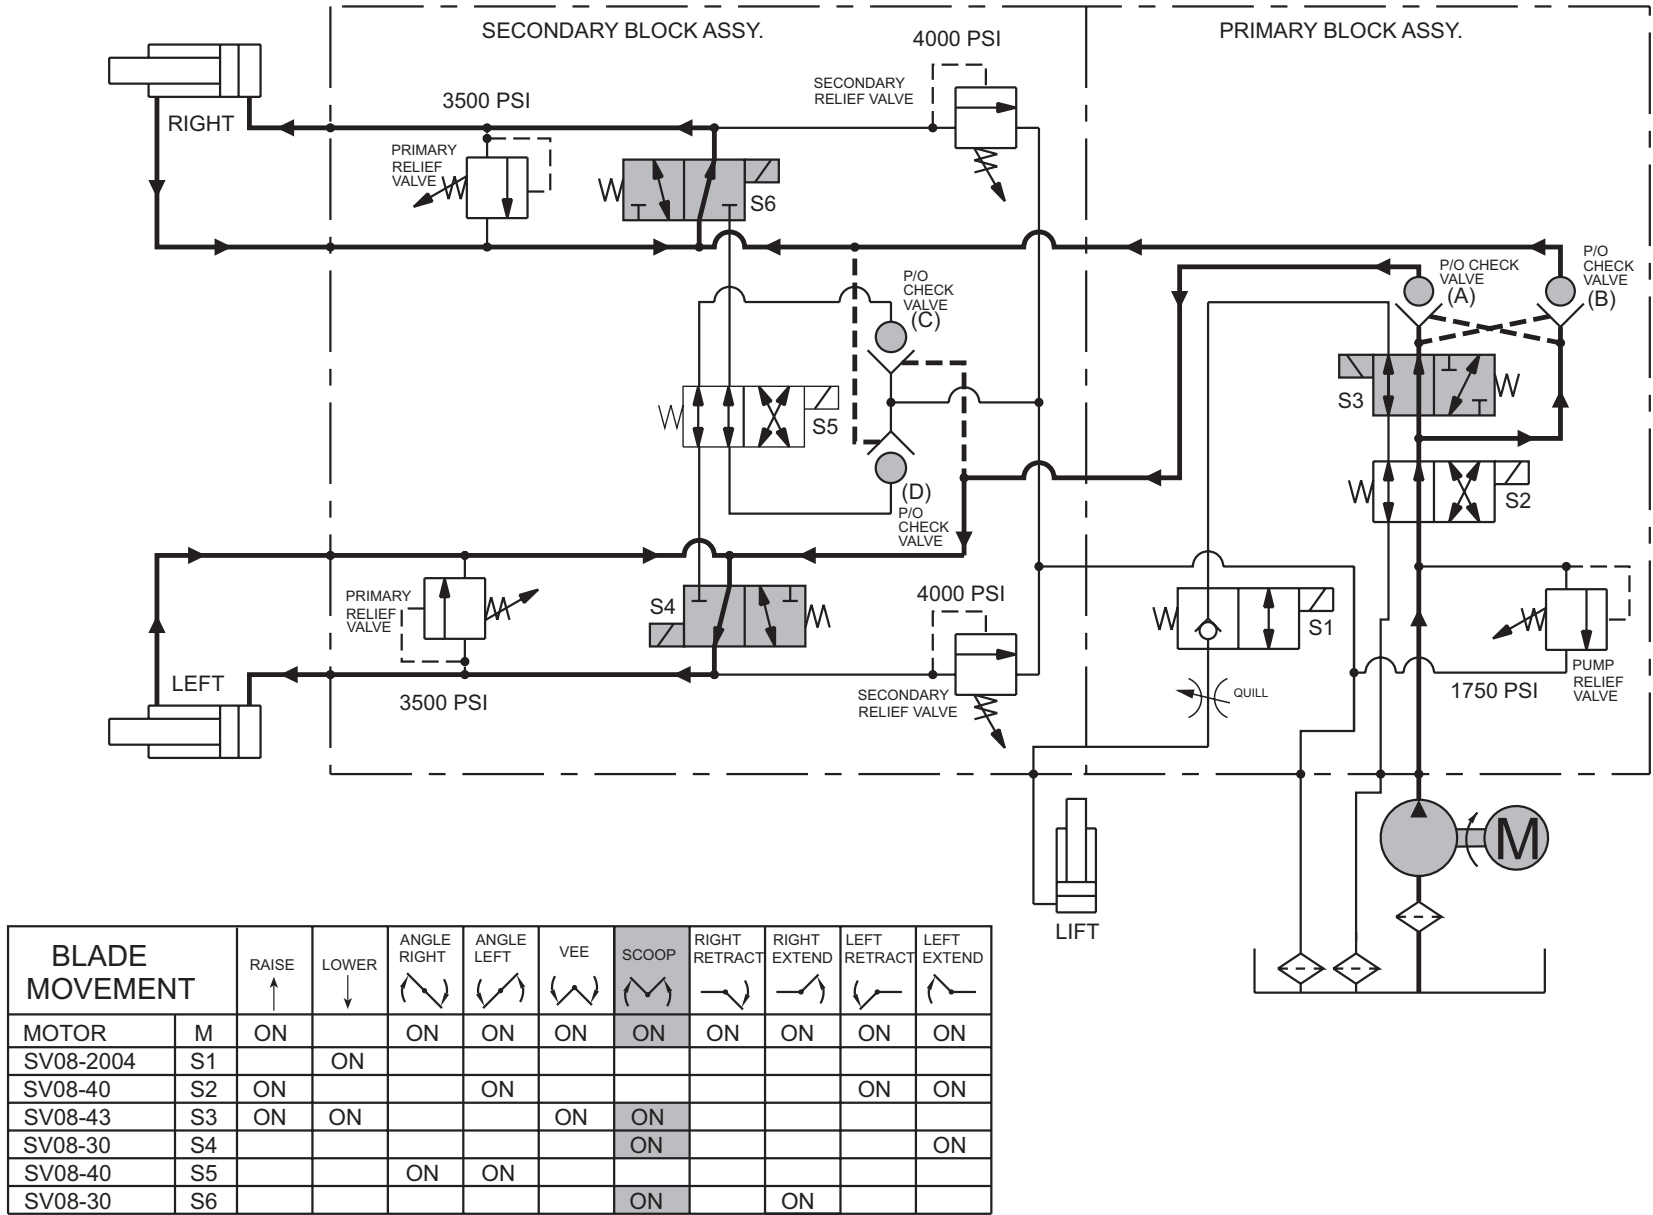 SECONDARY BLOCK ASSY.
PRIMARY BLOCK ASSY.
4000 PSI
SECONDARY
RELIEF VALVE
3500 PSI
RIGHT
PRIMARY
RELIEF
VALVE
S6
P/O
CHECK
VALVE
(C)
P/O CHECK
VALVE
(A)
P/O
CHECK
VALVE
(B)
S3
S5
S2
(D)
P/O
CHECK
VALVE
4000 PSI
PRIMARY
RELIEF
VALVE
S4
S1
LEFT
3500 PSI
SECONDARY
RELIEF VALVE
QUILL
1750 PSI
PUMP
RELIEF
VALVE
M
LIFT
BLADE
MOVEMENT
RAISE
LOWER
ANGLE
RIGHT
ANGLE
LEFT
VEE
SCOOP
RIGHT
RETRACT
RIGHT
EXTEND
LEFT
RETRACT
LEFT
EXTEND
MOTOR M ON ON ON ON ON ON ON ON ON
SV08-2004 S1 ON
SV08-40 S2 ON ON ON ON
SV08-43 S3 ON ON ON ON
SV08-30 S4 ON ON
SV08-40 S5 ON ON
SV08-30 S6 ON ON